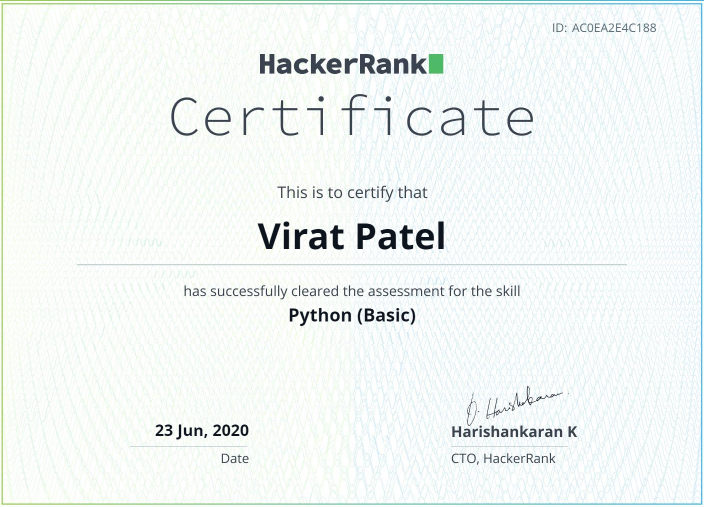 ID: AC0EA2E4C188
HackerRank
Certificate
This is to certify that
Virat Patel
has successfully cleared the assessment for the skill
Python (Basic)
D. Harishankaran
23 Jun, 2020
Harishankaran K
Date
CTO, HackerRank